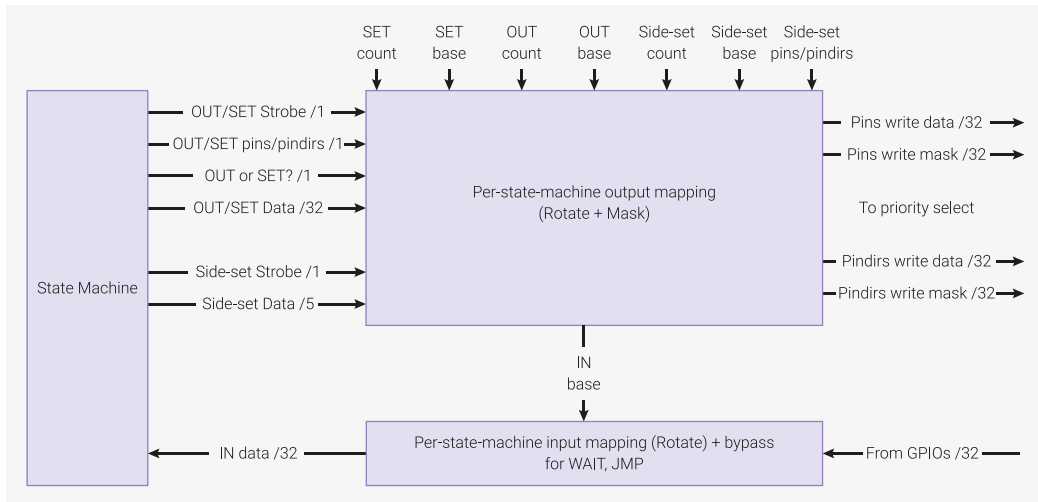 SET
count
SET
base
OUT
count
OUT
base
Side-set
count
Side-set
base
Side-set
pins/pindirs
State Machine
OUT/SET Strobe /1
OUT/SET pins/pindirs /1
OUT or SET? /1
OUT/SET Data /32
Side-set Strobe /1
Side-set Data /5
Per-state-machine output mapping
(Rotate + Mask)
Pins write data /32
Pins write mask /32
To priority select
Pindirs write data /32
Pindirs write mask /32
IN
base
IN data /32
Per-state-machine input mapping (Rotate) + bypass
for WAIT, JMP
From GPIOs /32